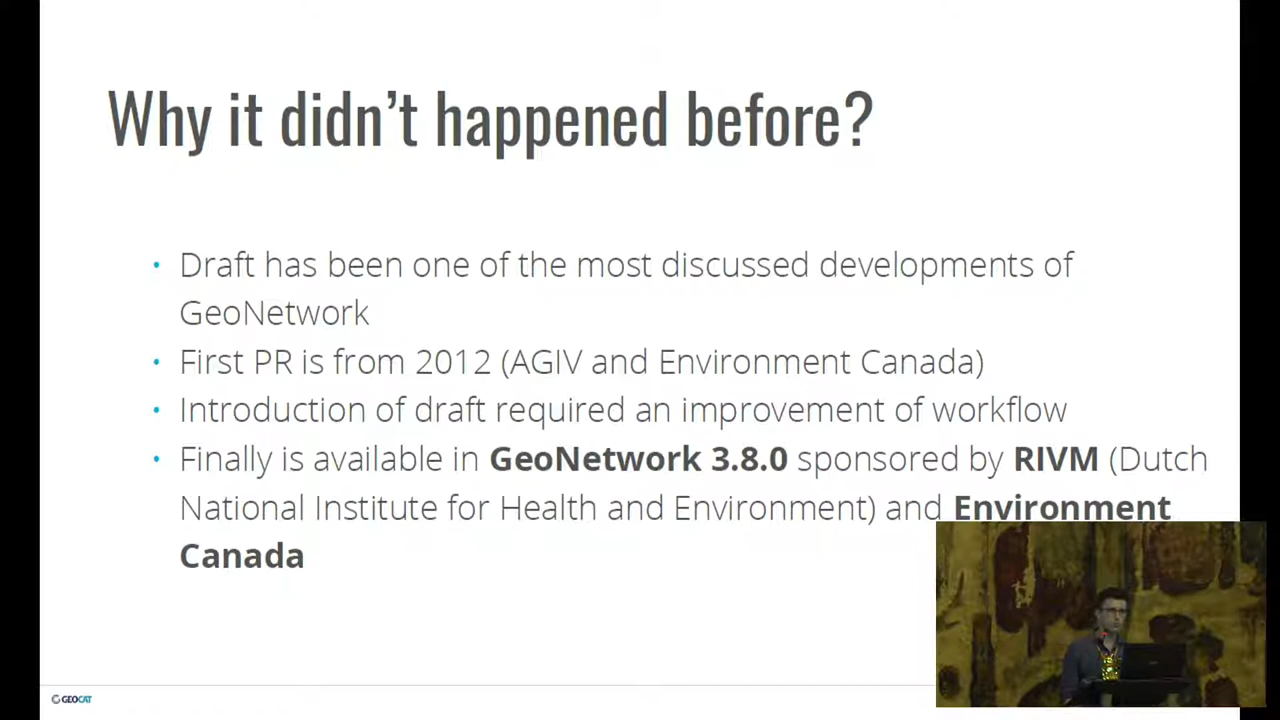 Why it didn't happened before?
• Draft has been one of the most discussed developments of
GeoNetwork
• First PR is from 2012 (AGIV and Environment Canada)
• Introduction of draft required an improvement of workflow
• Finally is available in GeoNetwork 3.8.0 sponsored by RIVM (Dutch
National Institute for Health and Environment) and Environment
Canada
GEOCAT